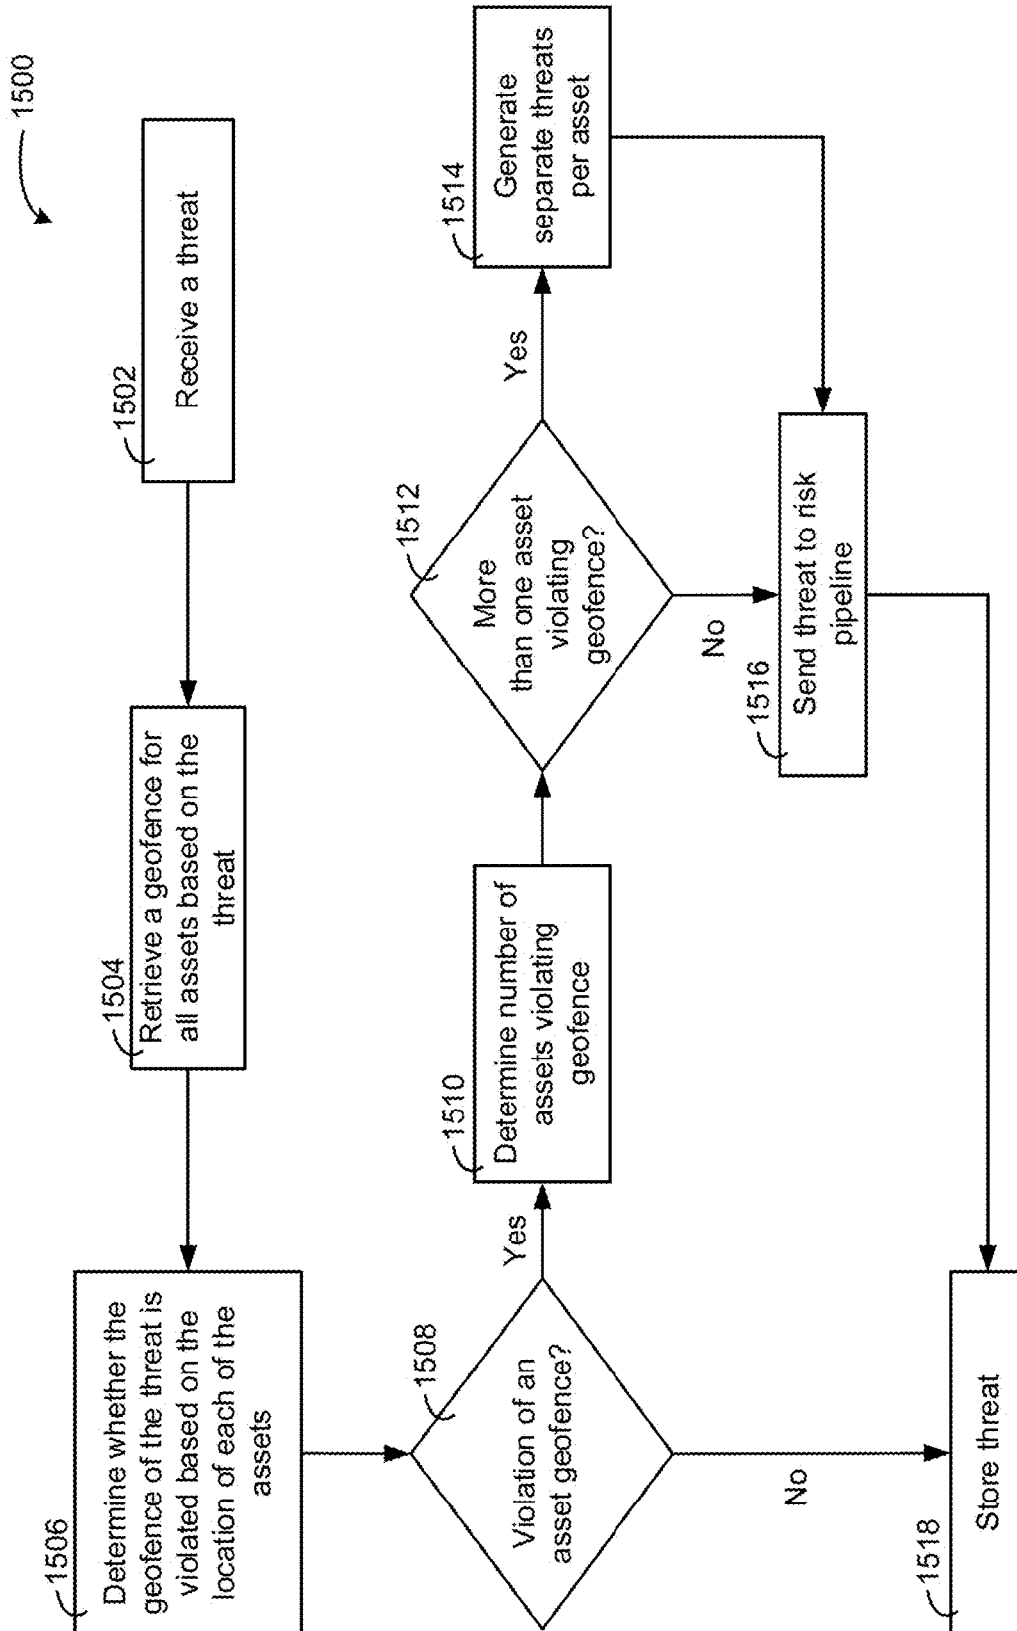 1500
1502
Receive a threat
1504
Retrieve a geofence for
all assets based on the
threat
1506
Determine whether the
geofence of the threat is
violated based on the
location of each of the
assets
1508
Violation of an
asset geofence?
Yes
No
1510
Determine number of
assets violating
geofence
1512
More
than one asset
violating
geofence?
Yes
No
1514
Generate
separate threats
per asset
1516
Send threat to risk
pipeline
1518
Store threat